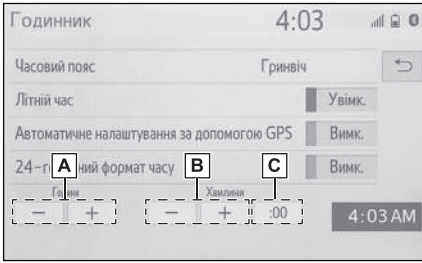 Годинник 4:03
Часовий пояс Гринвіч
Літній час Увімк.
Автоматичне налаштування за допомогою GPS Вимк.
24-г ний формат часу Вимк.
A B C
Години Хвилини
− + − + :00 4:03 AM